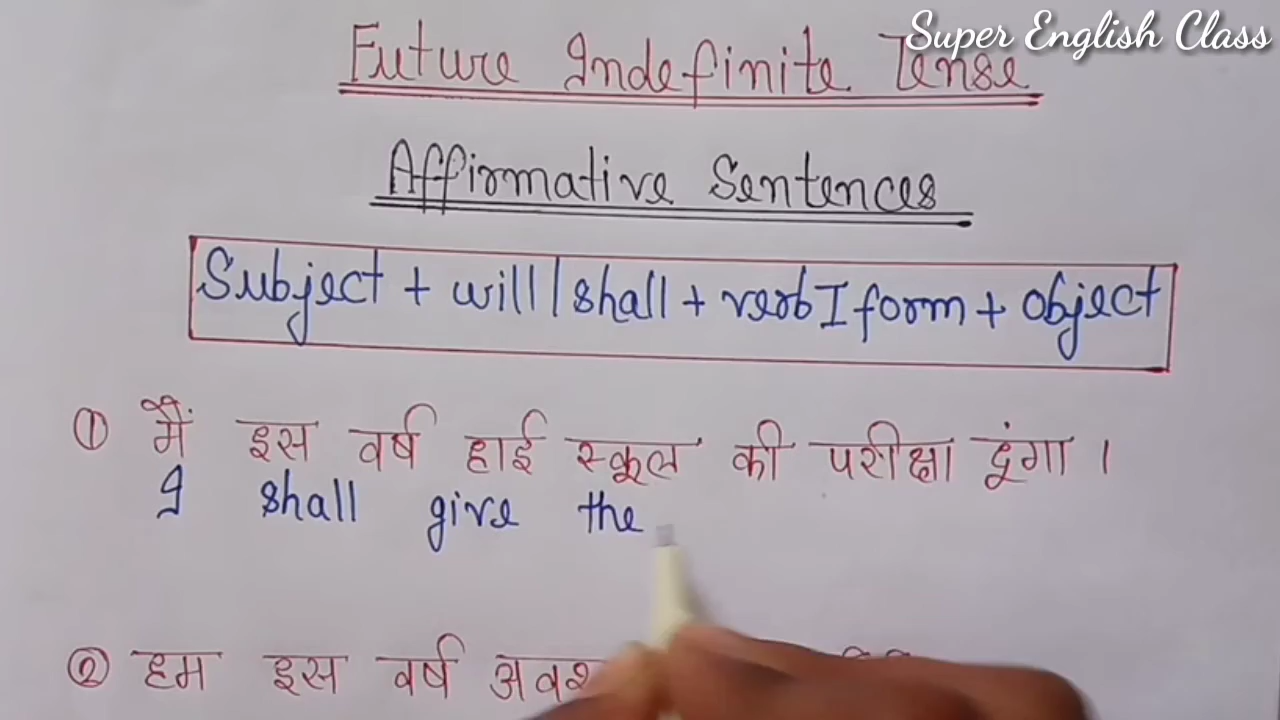 Super English Class
Future Indefinite Tense
Affirmative Sentences
Subject + will / shall + verb I form + object
① मैं इस वर्ष हाई स्कूल की परीक्षा दूंगा ।
I shall give the
② हम इस वर्ष